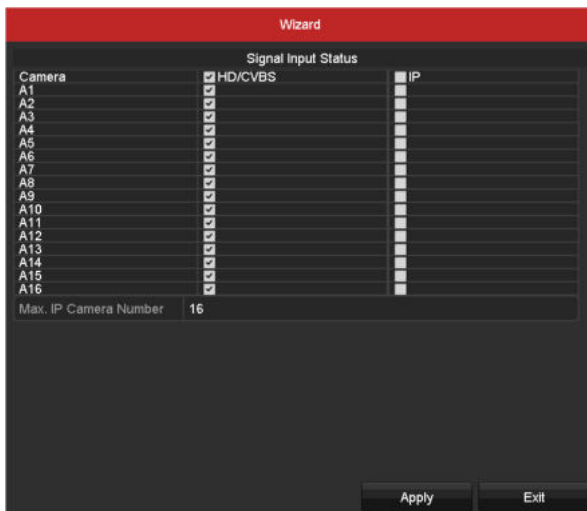 Wizard
Signal Input Status
Camera HD/CVBS IP
A1
A2
A3
A4
A5
A6
A7
A8
A9
A10
A11
A12
A13
A14
A15
A16
Max. IP Camera Number 16
Apply Exit